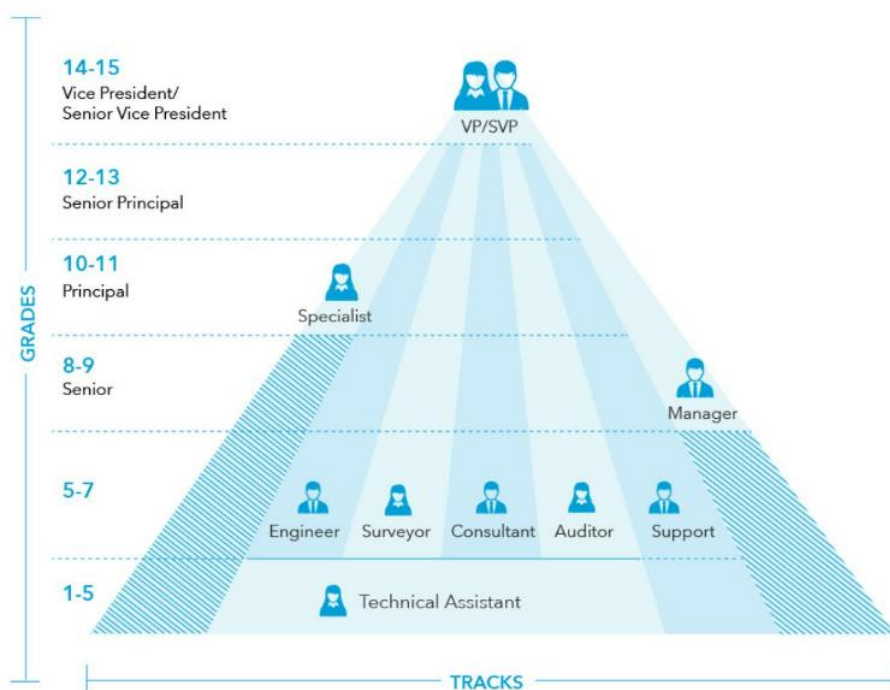 14-15
Vice President/
Senior Vice President
VP/SVP
12-13
Senior Principal
10-11
Principal
Specialist
GRADES
8-9
Senior
Manager
5-7
Engineer Surveyor Consultant Auditor Support
1-5
Technical Assistant
TRACKS